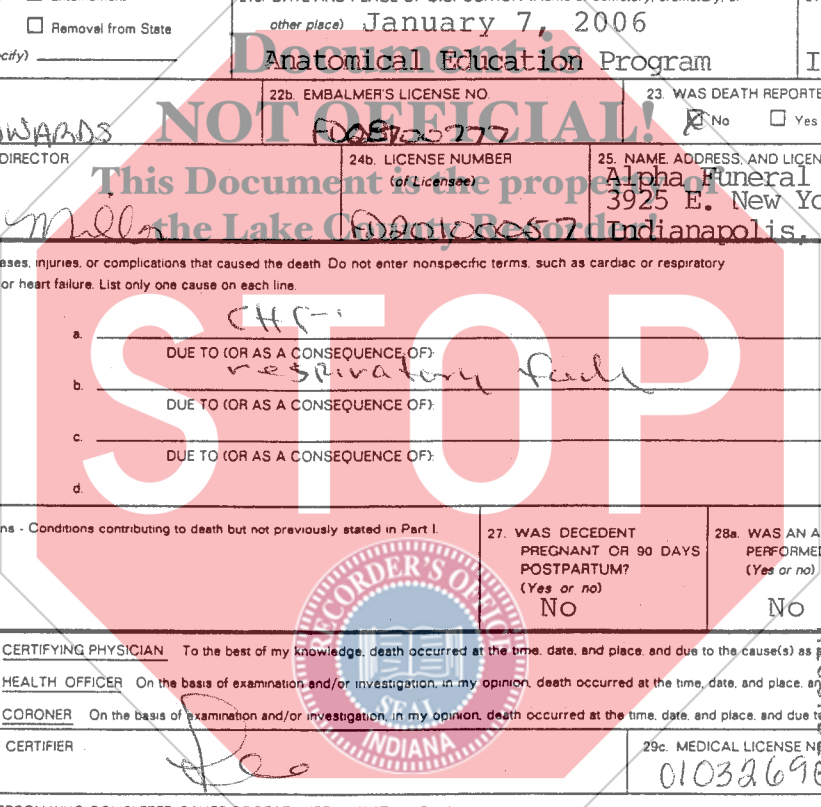 Removal from State
other place) January 7, 2006
ecify)
Anatomical Education Program
Document is
22b. EMBALMER'S LICENSE NO.
23. WAS DEATH REPORTE
No Yes
NOT OFFICIAL!
WARDS
DIRECTOR
24b. LICENSE NUMBER
(of Licensee)
25. NAME, ADDRESS, AND LICEN
Alpha Funeral
3925 E. New Yo
Indianapolis,
This Document is the property of
the Lake County Recorder!
Miller
ases, injuries, or complications that caused the death. Do not enter nonspecific terms, such as cardiac or respiratory
or heart failure. List only one cause on each line.
STOP
a. CHF
DUE TO (OR AS A CONSEQUENCE OF):
b. respiratory
DUE TO (OR AS A CONSEQUENCE OF):
c.
DUE TO (OR AS A CONSEQUENCE OF):
d.
ns - Conditions contributing to death but not previously stated in Part I.
27. WAS DECEDENT
PREGNANT OR 90 DAYS
POSTPARTUM?
(Yes or no)
No
28a. WAS AN A
PERFORMED
(Yes or no)
No
RECORDER'S OFFICE
SEAL
INDIANA
CERTIFYING PHYSICIAN To the best of my knowledge, death occurred at the time, date, and place, and due to the cause(s) as
HEALTH OFFICER On the basis of examination and/or investigation, in my opinion, death occurred at the time, date, and place, an
CORONER On the basis of examination and/or investigation, in my opinion, death occurred at the time, date, and place, and due t
CERTIFIER
29c. MEDICAL LICENSE N
0103269